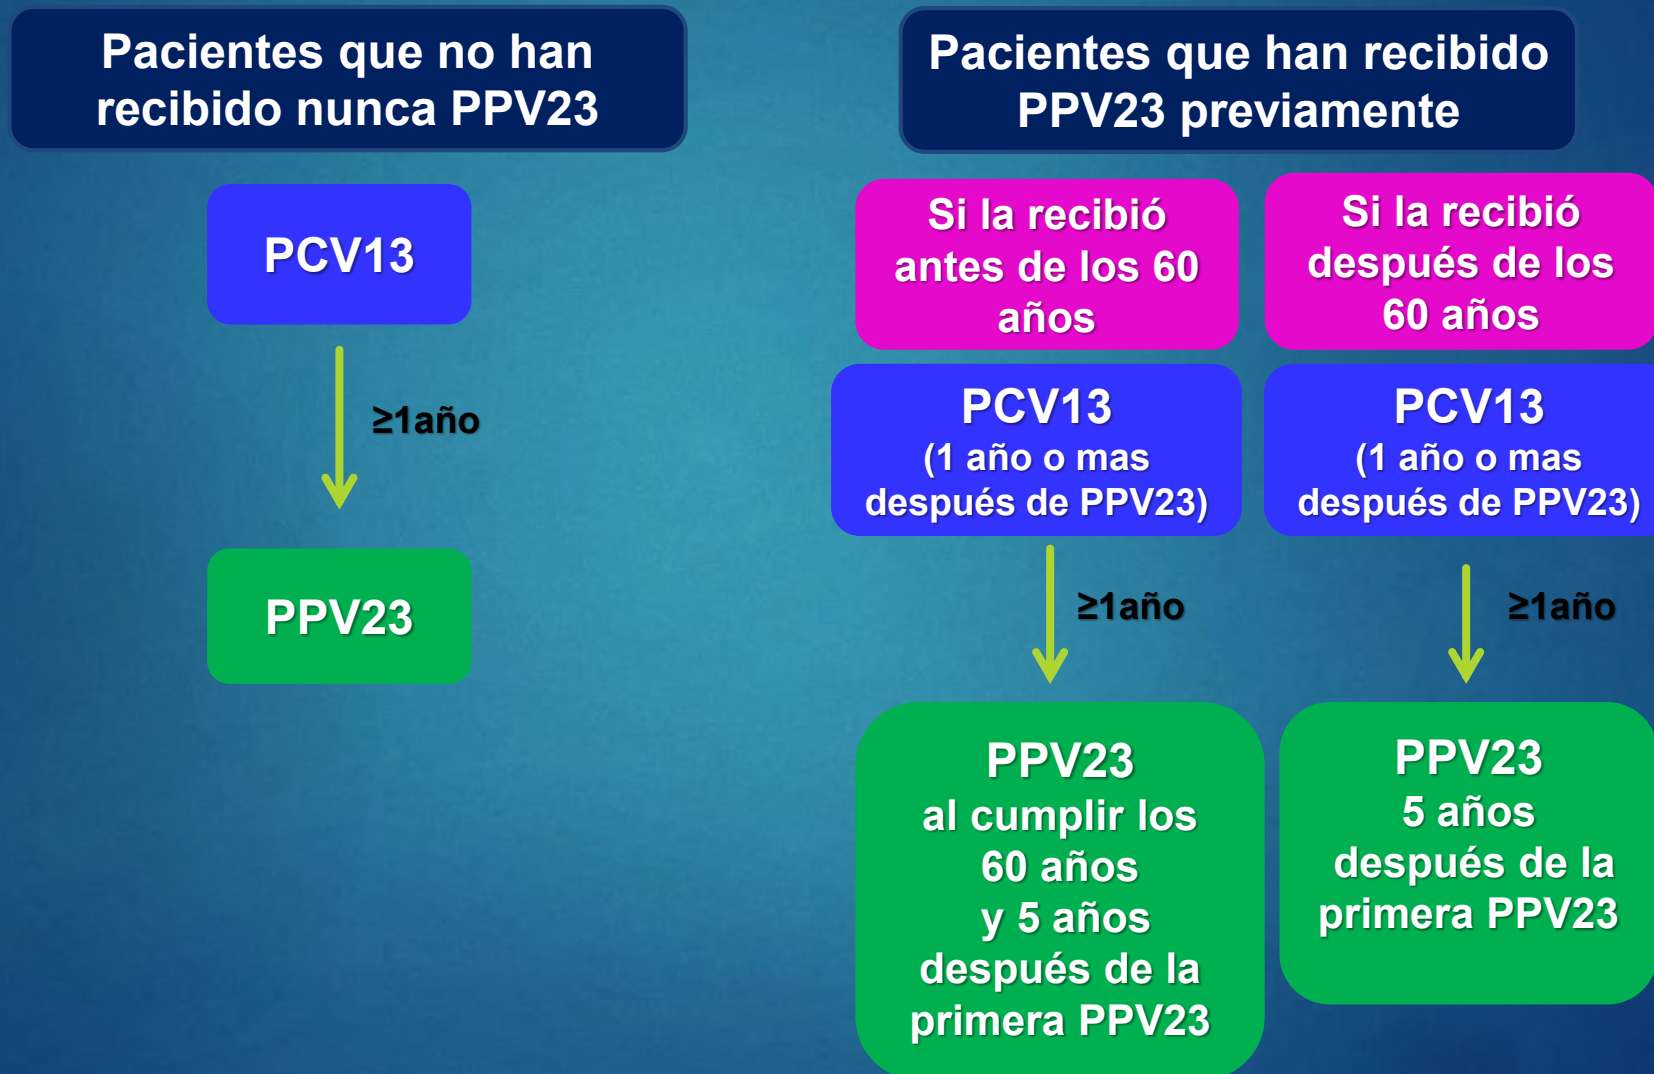 Pacientes que no han
recibido nunca PPV23
PCV13
≥1año
PPV23
Pacientes que han recibido
PPV23 previamente
Si la recibió
antes de los 60
años
PCV13
(1 año o mas
después de PPV23)
≥1año
PPV23
al cumplir los
60 años
y 5 años
después de la
primera PPV23
Si la recibió
después de los
60 años
PCV13
(1 año o mas
después de PPV23)
≥1año
PPV23
5 años
después de la
primera PPV23